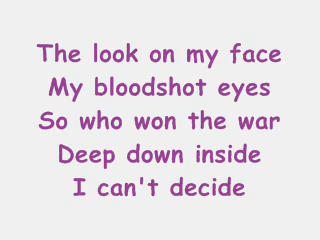 The look on my face
My bloodshot eyes
So who won the war
Deep down inside
I can't decide